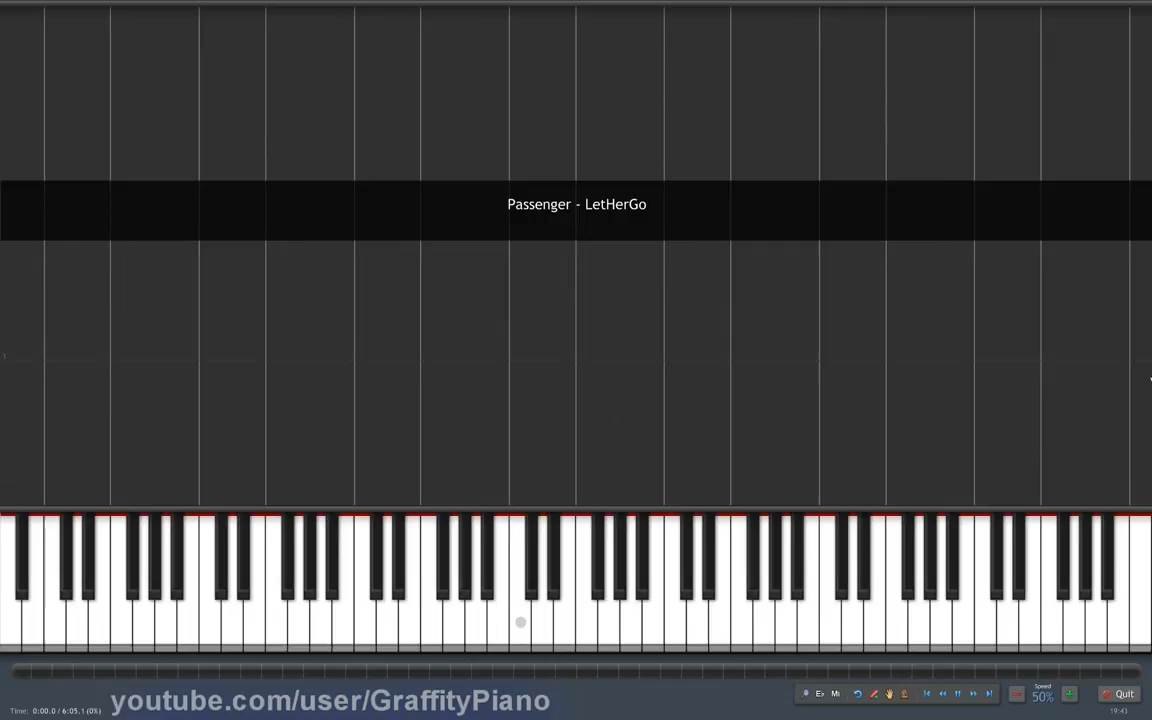 Passenger - LetHerGo
1
Speed
50%
Quit
youtube.com/user/GraffityPiano
Time: 0:00.0 / 6:05.1 (0%)
19:43